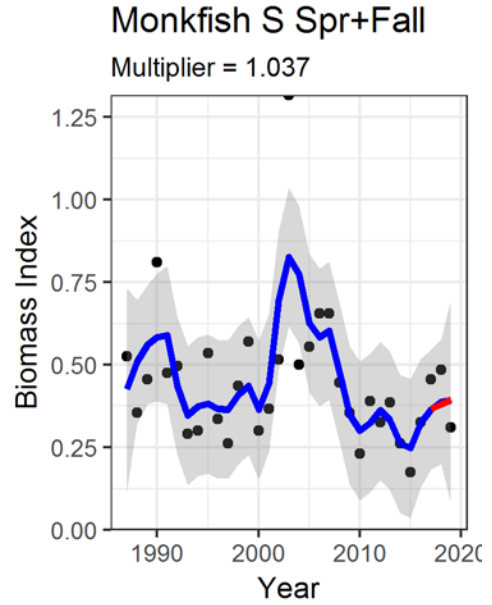 Monkfish S Spr+Fall
Multiplier = 1.037
1.25
1.00
0.75
0.50
0.25
0.00
Biomass Index
1990 2000 2010 2020
Year